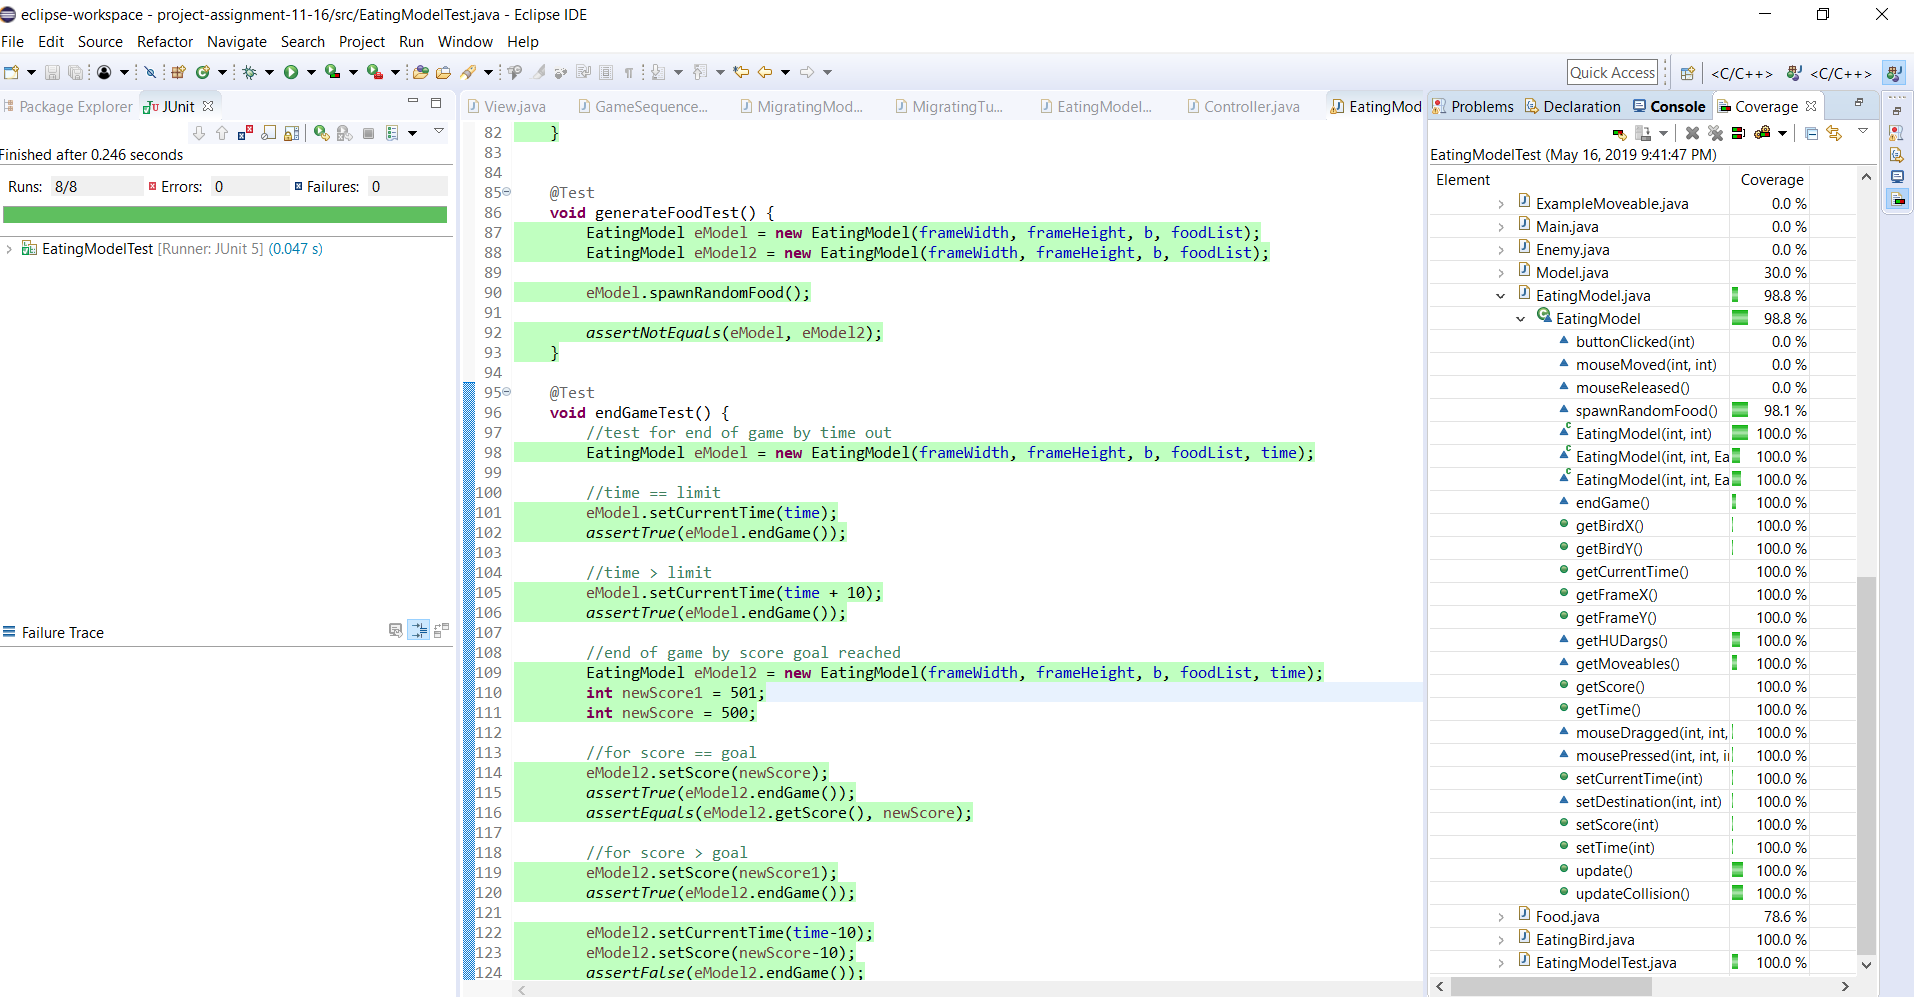 eclipse-workspace - project-assignment-11-16/src/EatingModelTest.java - Eclipse IDE
File Edit Source Refactor Navigate Search Project Run Window Help
Quick Access <C/C++> <C/C++>
Package Explorer JUnit
Finished after 0.246 seconds
Runs: 8/8 Errors: 0 Failures: 0
EatingModelTest [Runner: JUnit 5] (0.047 s)
Failure Trace
View.java GameSequence... MigratingMod... MigratingTu... EatingModel... Controller.java EatingMod
82 }
83
84
85 @Test
86 void generateFoodTest() {
87 EatingModel eModel = new EatingModel(frameWidth, frameHeight, b, foodList);
88 EatingModel eModel2 = new EatingModel(frameWidth, frameHeight, b, foodList);
89
90 eModel.spawnRandomFood();
91
92 assertNotEquals(eModel, eModel2);
93 }
94
95 @Test
96 void endGameTest() {
97 //test for end of game by time out
98 EatingModel eModel = new EatingModel(frameWidth, frameHeight, b, foodList, time);
99
100 //time == limit
101 eModel.setCurrentTime(time);
102 assertTrue(eModel.endGame());
103
104 //time > limit
105 eModel.setCurrentTime(time + 10);
106 assertTrue(eModel.endGame());
107
108 //end of game by score goal reached
109 EatingModel eModel2 = new EatingModel(frameWidth, frameHeight, b, foodList, time);
110 int newScore1 = 501;
111 int newScore = 500;
112
113 //for score == goal
114 eModel2.setScore(newScore);
115 assertTrue(eModel2.endGame());
116 assertEquals(eModel2.getScore(), newScore);
117
118 //for score > goal
119 eModel2.setScore(newScore1);
120 assertTrue(eModel2.endGame());
121
122 eModel2.setCurrentTime(time-10);
123 eModel2.setScore(newScore-10);
124 assertFalse(eModel2.endGame());
Problems Declaration Console Coverage
EatingModelTest (May 16, 2019 9:41:47 PM)
Element Coverage
ExampleMoveable.java 0.0 %
Main.java 0.0 %
Enemy.java 0.0 %
Model.java 30.0 %
EatingModel.java 98.8 %
EatingModel 98.8 %
buttonClicked(int) 0.0 %
mouseMoved(int, int) 0.0 %
mouseReleased() 0.0 %
spawnRandomFood() 98.1 %
EatingModel(int, int) 100.0 %
EatingModel(int, int, Ea 100.0 %
EatingModel(int, int, Ea 100.0 %
endGame() 100.0 %
getBirdX() 100.0 %
getBirdY() 100.0 %
getCurrentTime() 100.0 %
getFrameX() 100.0 %
getFrameY() 100.0 %
getHUDargs() 100.0 %
getMoveables() 100.0 %
getScore() 100.0 %
getTime() 100.0 %
mouseDragged(int, int, 100.0 %
mousePressed(int, int, i 100.0 %
setCurrentTime(int) 100.0 %
setDestination(int, int) 100.0 %
setScore(int) 100.0 %
setTime(int) 100.0 %
update() 100.0 %
updateCollision() 100.0 %
Food.java 78.6 %
EatingBird.java 100.0 %
EatingModelTest.java 100.0 %